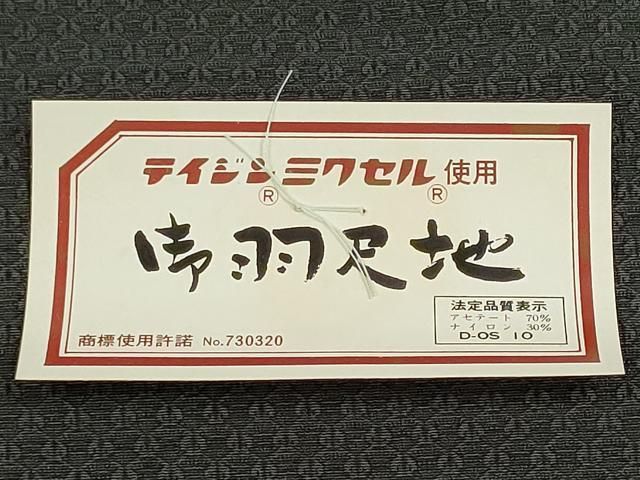 テイジン®ミクセル®使用
御羽尺地
法定品質表示
アセテート 70%
ナイロン 30%
D-OS 10
商標使用許諾 No.730320